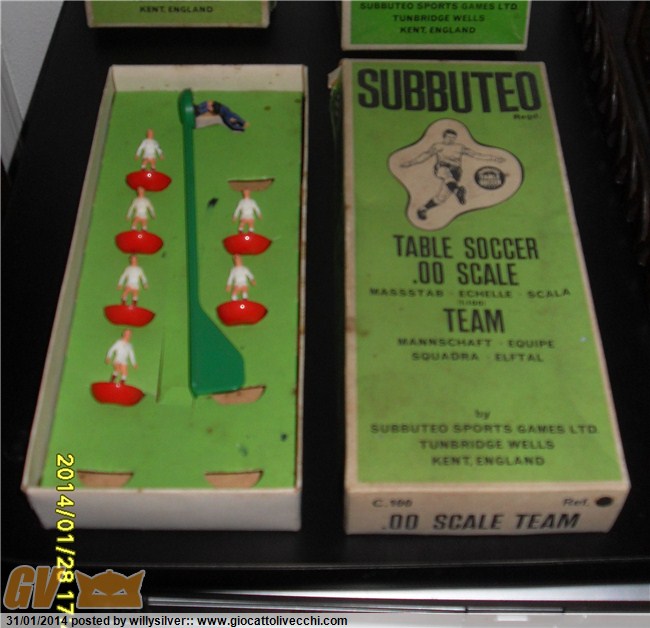 KENT, ENGLAND
SUBBUTEO SPORTS GAMES LTD.
TUNBRIDGE WELLS
KENT, ENGLAND
SUBBUTEO
Regd.
TABLE SOCCER
.OO SCALE
MASSSTAB · ECHELLE · SCALA
TEAM
MANNSCHAFT · EQUIPE
SQUADRA · ELFTAL
by
SUBBUTEO SPORTS GAMES LTD.
TUNBRIDGE WELLS
KENT, ENGLAND
C.100 Ref.
.OO SCALE TEAM
2014/01/28 17
GV
31/01/2014 posted by willysilver:: www.giocattolivecchi.com